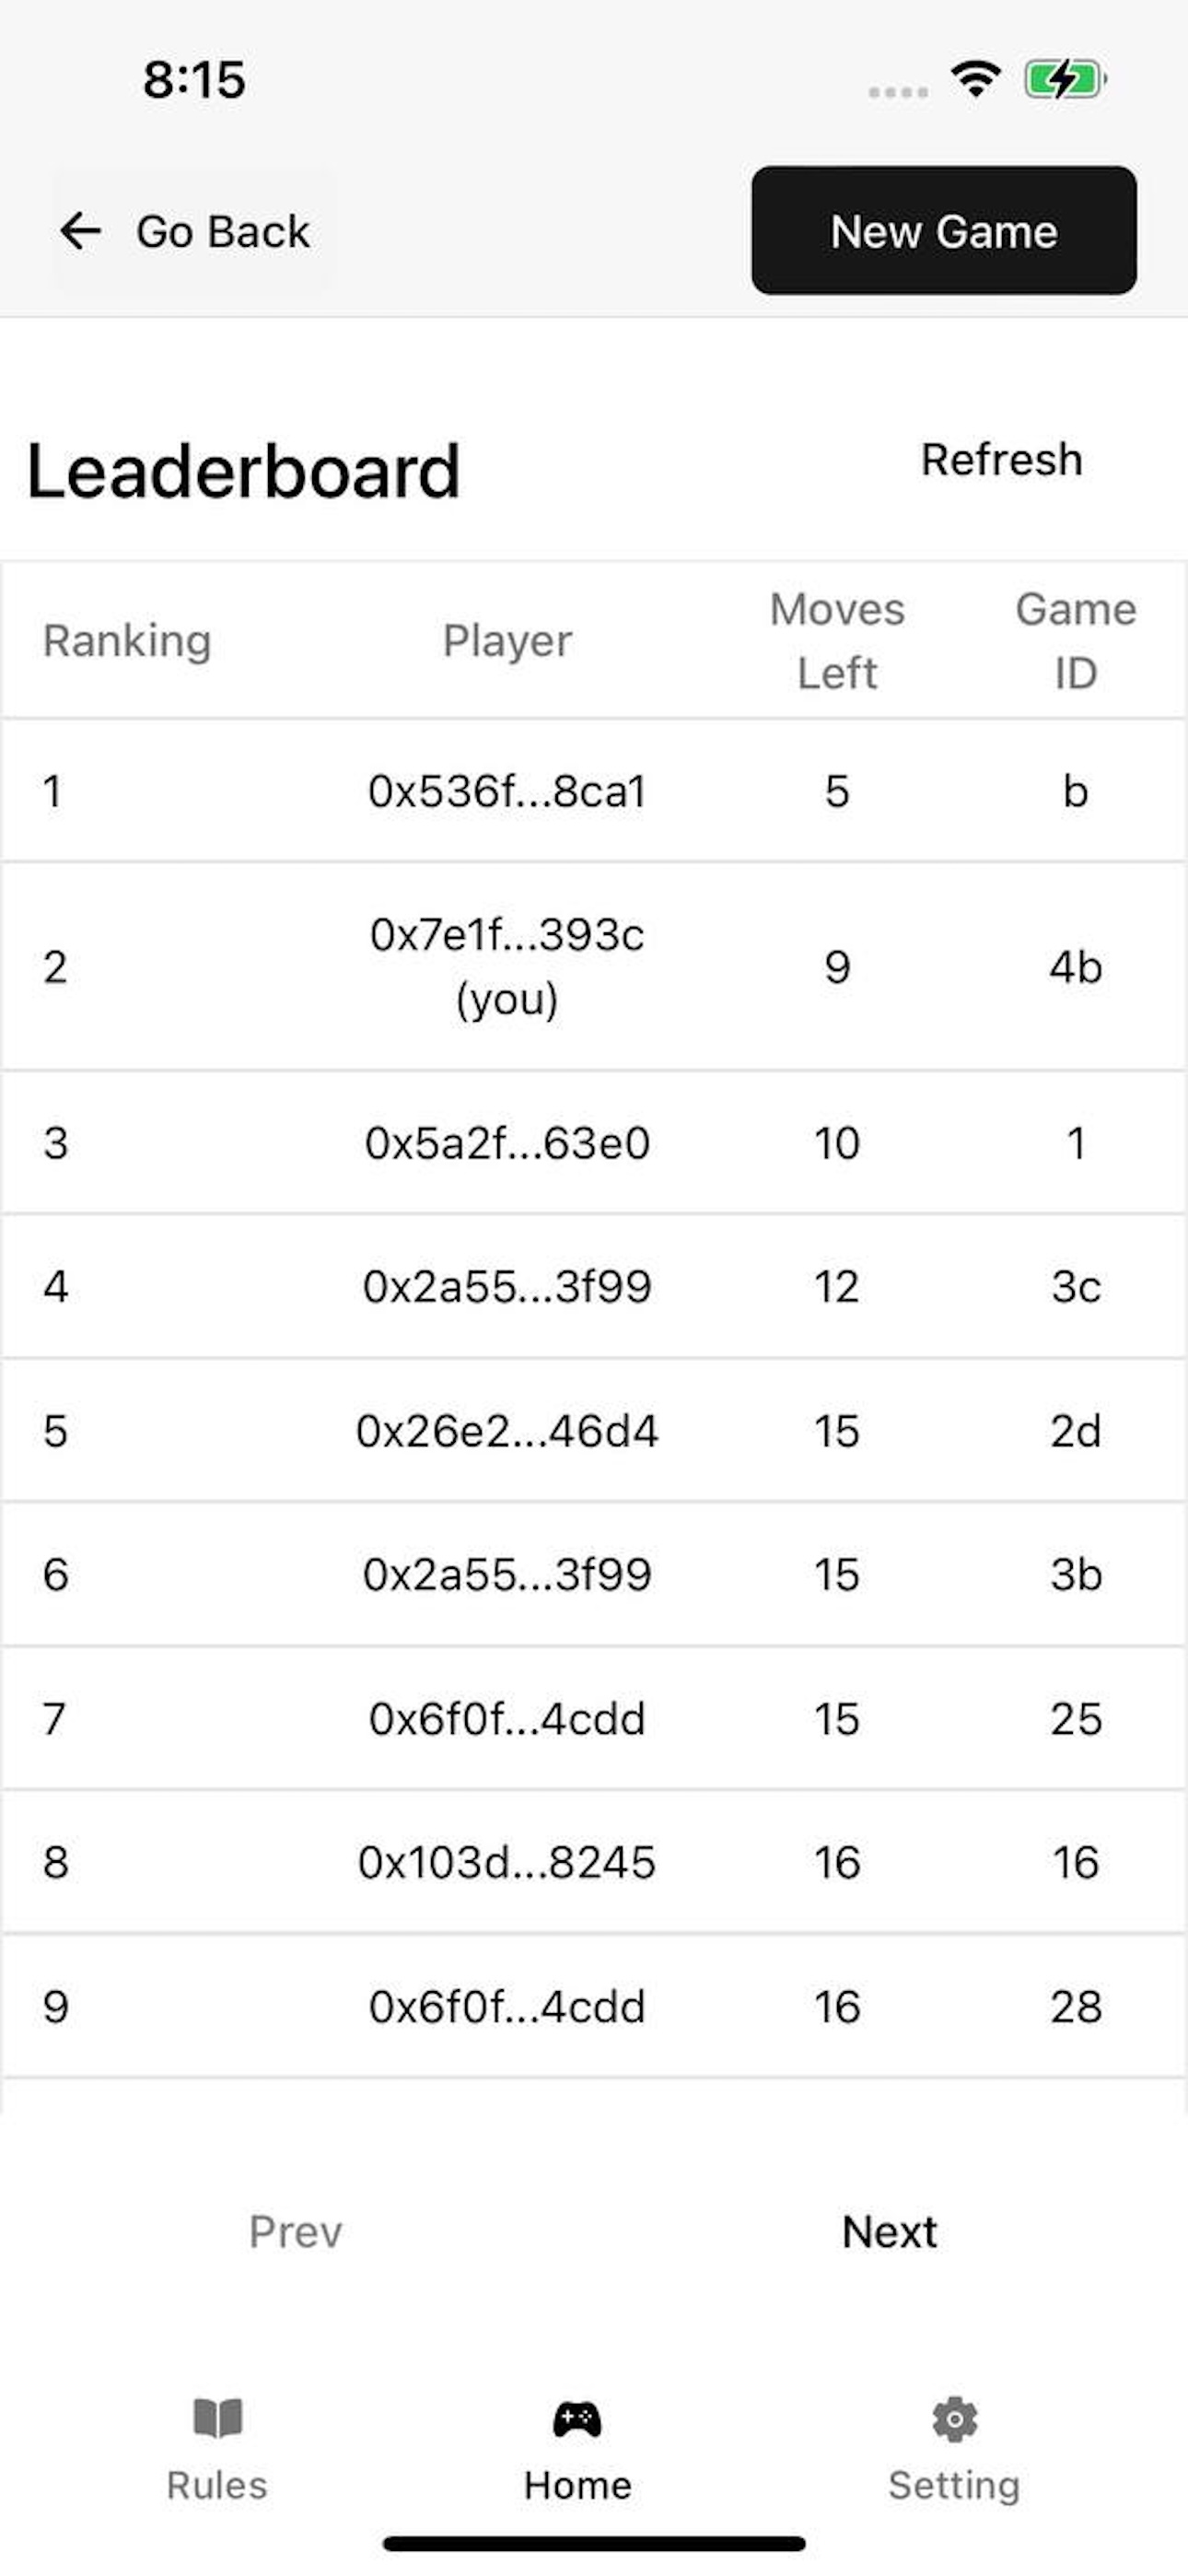 8:15
Go Back
New Game
Leaderboard
Refresh
Ranking Player Moves Left Game ID
1 0x536f...8ca1 5 b
2 0x7e1f...393c (you) 9 4b
3 0x5a2f...63e0 10 1
4 0x2a55...3f99 12 3c
5 0x26e2...46d4 15 2d
6 0x2a55...3f99 15 3b
7 0x6f0f...4cdd 15 25
8 0x103d...8245 16 16
9 0x6f0f...4cdd 16 28
Prev Next
Rules Home Setting